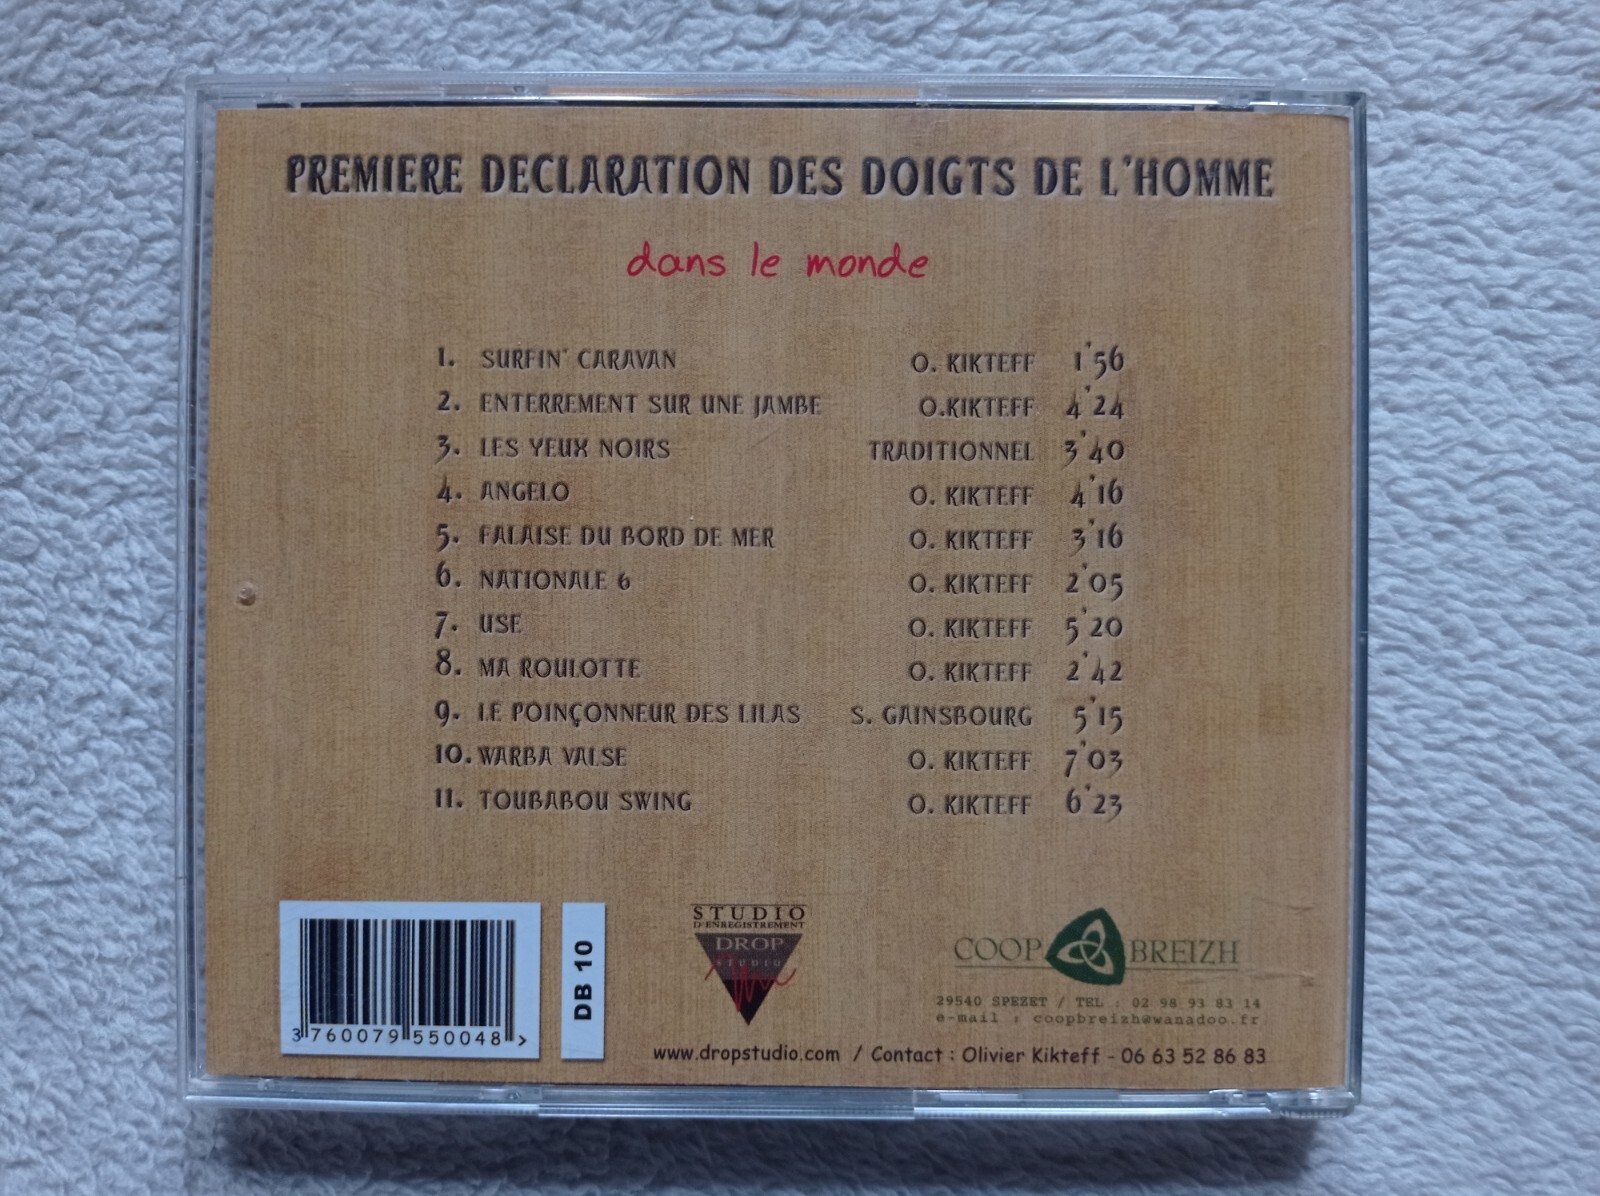 PREMIERE DECLARATION DES DOIGTS DE L'HOMME
dans le monde
1. SURFIN' CARAVAN O. KIKTEFF 1'56
2. ENTERREMENT SUR UNE JAMBE O.KIKTEFF 4'24
3. LES YEUX NOIRS TRADITIONNEL 3'40
4. ANGELO O. KIKTEFF 4'16
5. FALAISE DU BORD DE MER O. KIKTEFF 3'16
6. NATIONALE 6 O. KIKTEFF 2'05
7. USE O. KIKTEFF 5'20
8. MA ROULOTTE O. KIKTEFF 2'42
9. LE POINÇONNEUR DES LILAS S. GAINSBOURG 5'15
10. WARBA VALSE O. KIKTEFF 7'03
11. TOUBABOU SWING O. KIKTEFF 6'23
3 760079 550048 >
DB 10
STUDIO
D'ENREGISTREMENT
DROP
STUDIO
COOP BREIZH
29540 SPEZET / TEL : 02 98 93 83 14
e-mail : coopbreizh@wanadoo.fr
www.dropstudio.com / Contact : Olivier Kikteff - 06 63 52 86 83